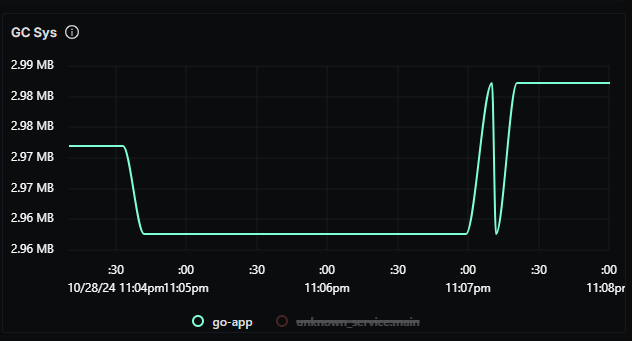 GC Sys
2.99 MB
2.98 MB
2.98 MB
2.97 MB
2.97 MB
2.96 MB
2.96 MB
:30 :00 :30 :00 :30 :00 :30 :00
10/28/24 11:04pm 11:05pm 11:06pm 11:07pm 11:08pm
go-app unknown_service:main